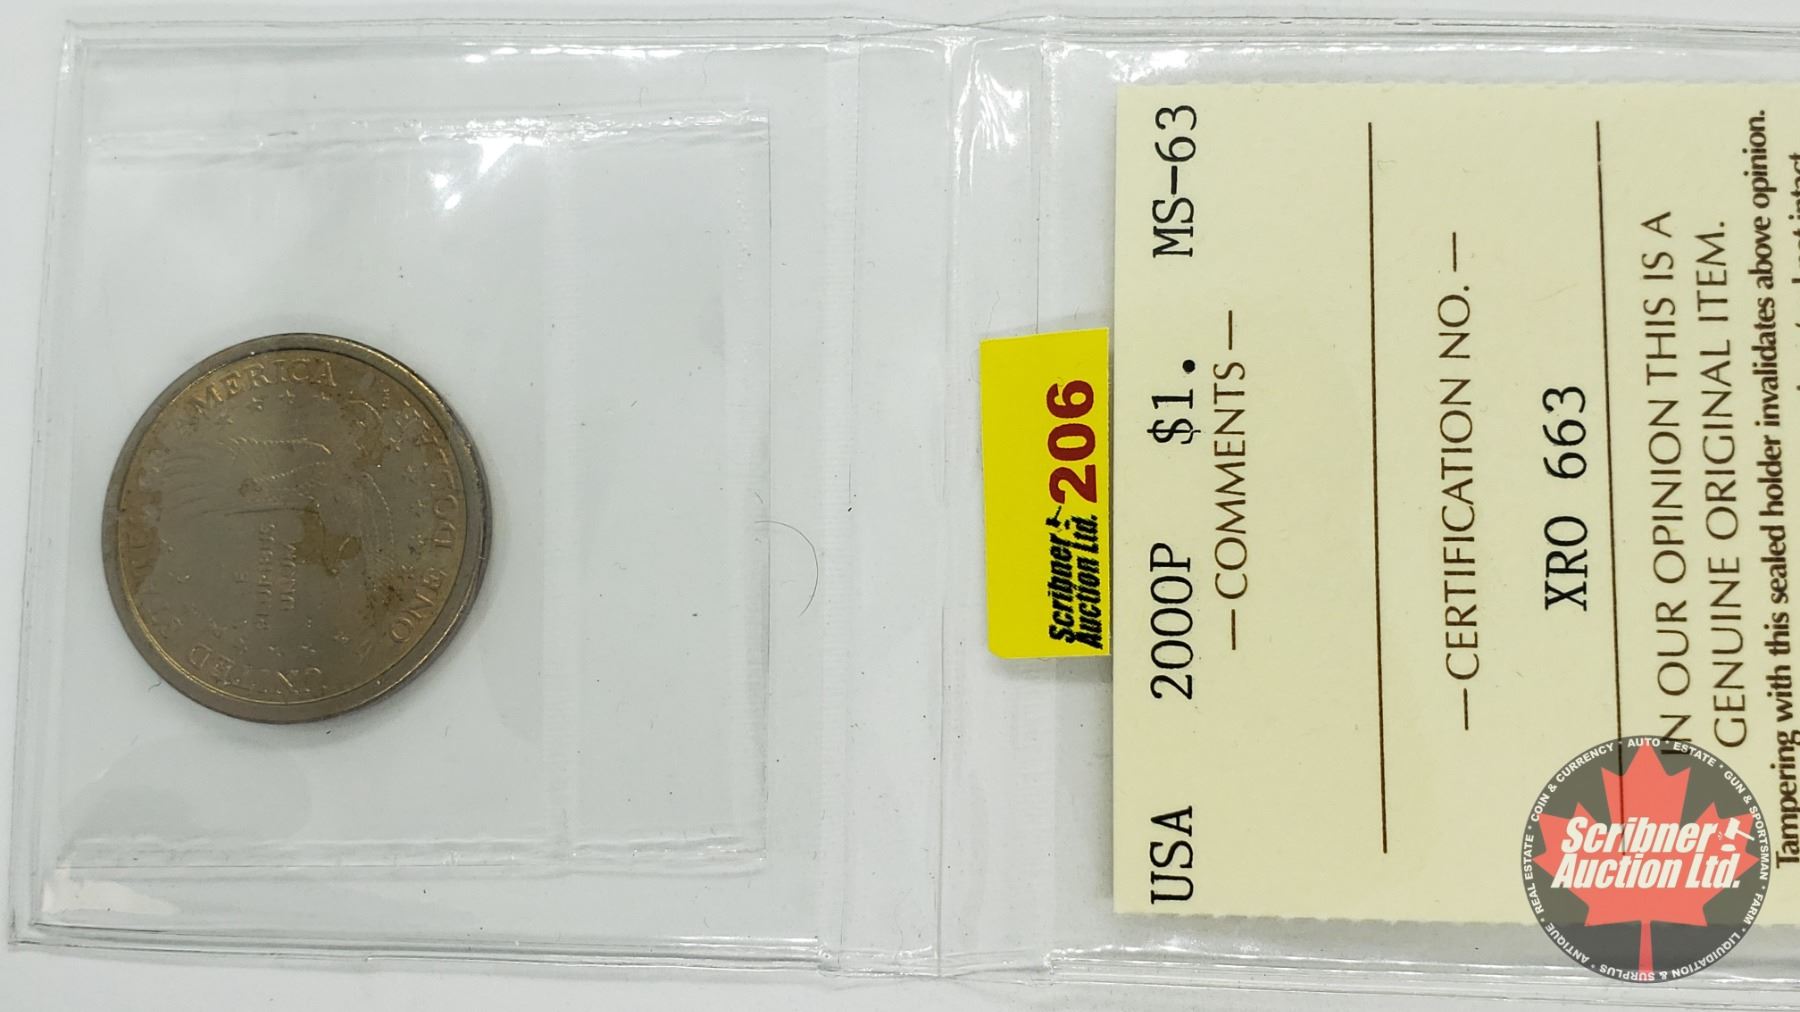 UNITED STATES OF AMERICA
E
PLURIBUS
UNUM
ONE DOLLAR
Scribner
Auction Ltd.
206
USA 2000P $1. MS-63
—COMMENTS—
—CERTIFICATION NO.—
XRO 663
IN OUR OPINION THIS IS A
GENUINE ORIGINAL ITEM.
Tampering with this sealed holder invalidates above opinion.
ANTIQUE • REAL ESTATE • COIN & CURRENCY • AUTO • ESTATE • GUN & SPORTSMAN • FARM • LIQUIDATION & SURPLUS •
Scribner
Auction Ltd.